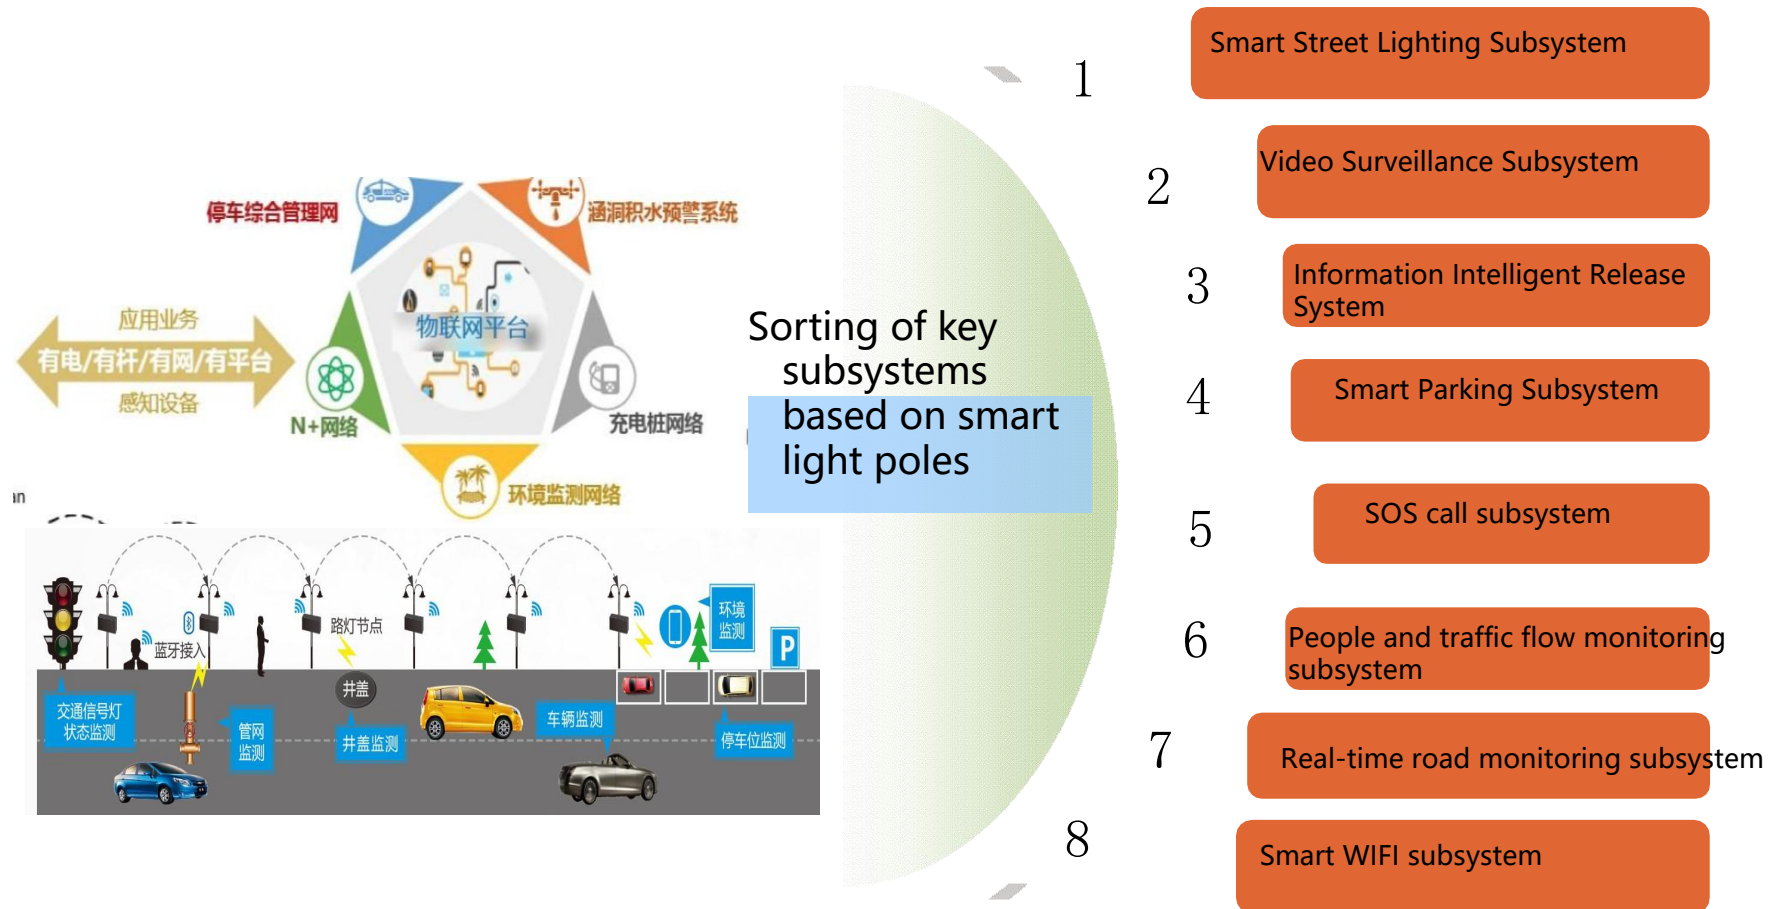 停车综合管理网
涵洞积水预警系统
物联网平台
应用业务
有电/有杆/有网/有平台
感知设备
N+网络
充电桩网络
环境监测网络
an
蓝牙接入
路灯节点
环境
监测
P
井盖
交通信号灯
状态监测
管网
监测
井盖监测
车辆监测
停车位监测
Sorting of key
subsystems
based on smart
light poles
1
Smart Street Lighting Subsystem
2
Video Surveillance Subsystem
3
Information Intelligent Release
System
4
Smart Parking Subsystem
5
SOS call subsystem
6
People and traffic flow monitoring
subsystem
7
Real-time road monitoring subsystem
8
Smart WIFI subsystem